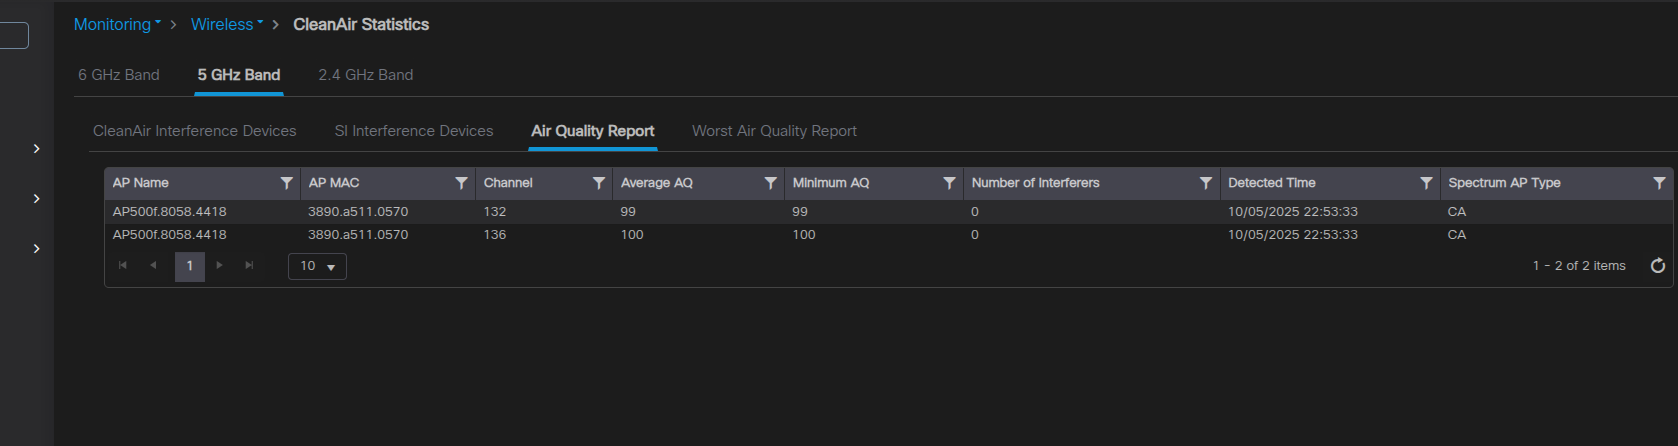 Monitoring > Wireless > CleanAir Statistics
6 GHz Band 5 GHz Band 2.4 GHz Band
CleanAir Interference Devices SI Interference Devices Air Quality Report Worst Air Quality Report
AP Name AP MAC Channel Average AQ Minimum AQ Number of Interferers Detected Time Spectrum AP Type
AP500f.8058.4418 3890.a511.0570 132 99 99 0 10/05/2025 22:53:33 CA
AP500f.8058.4418 3890.a511.0570 136 100 100 0 10/05/2025 22:53:33 CA
1 10 1 - 2 of 2 items